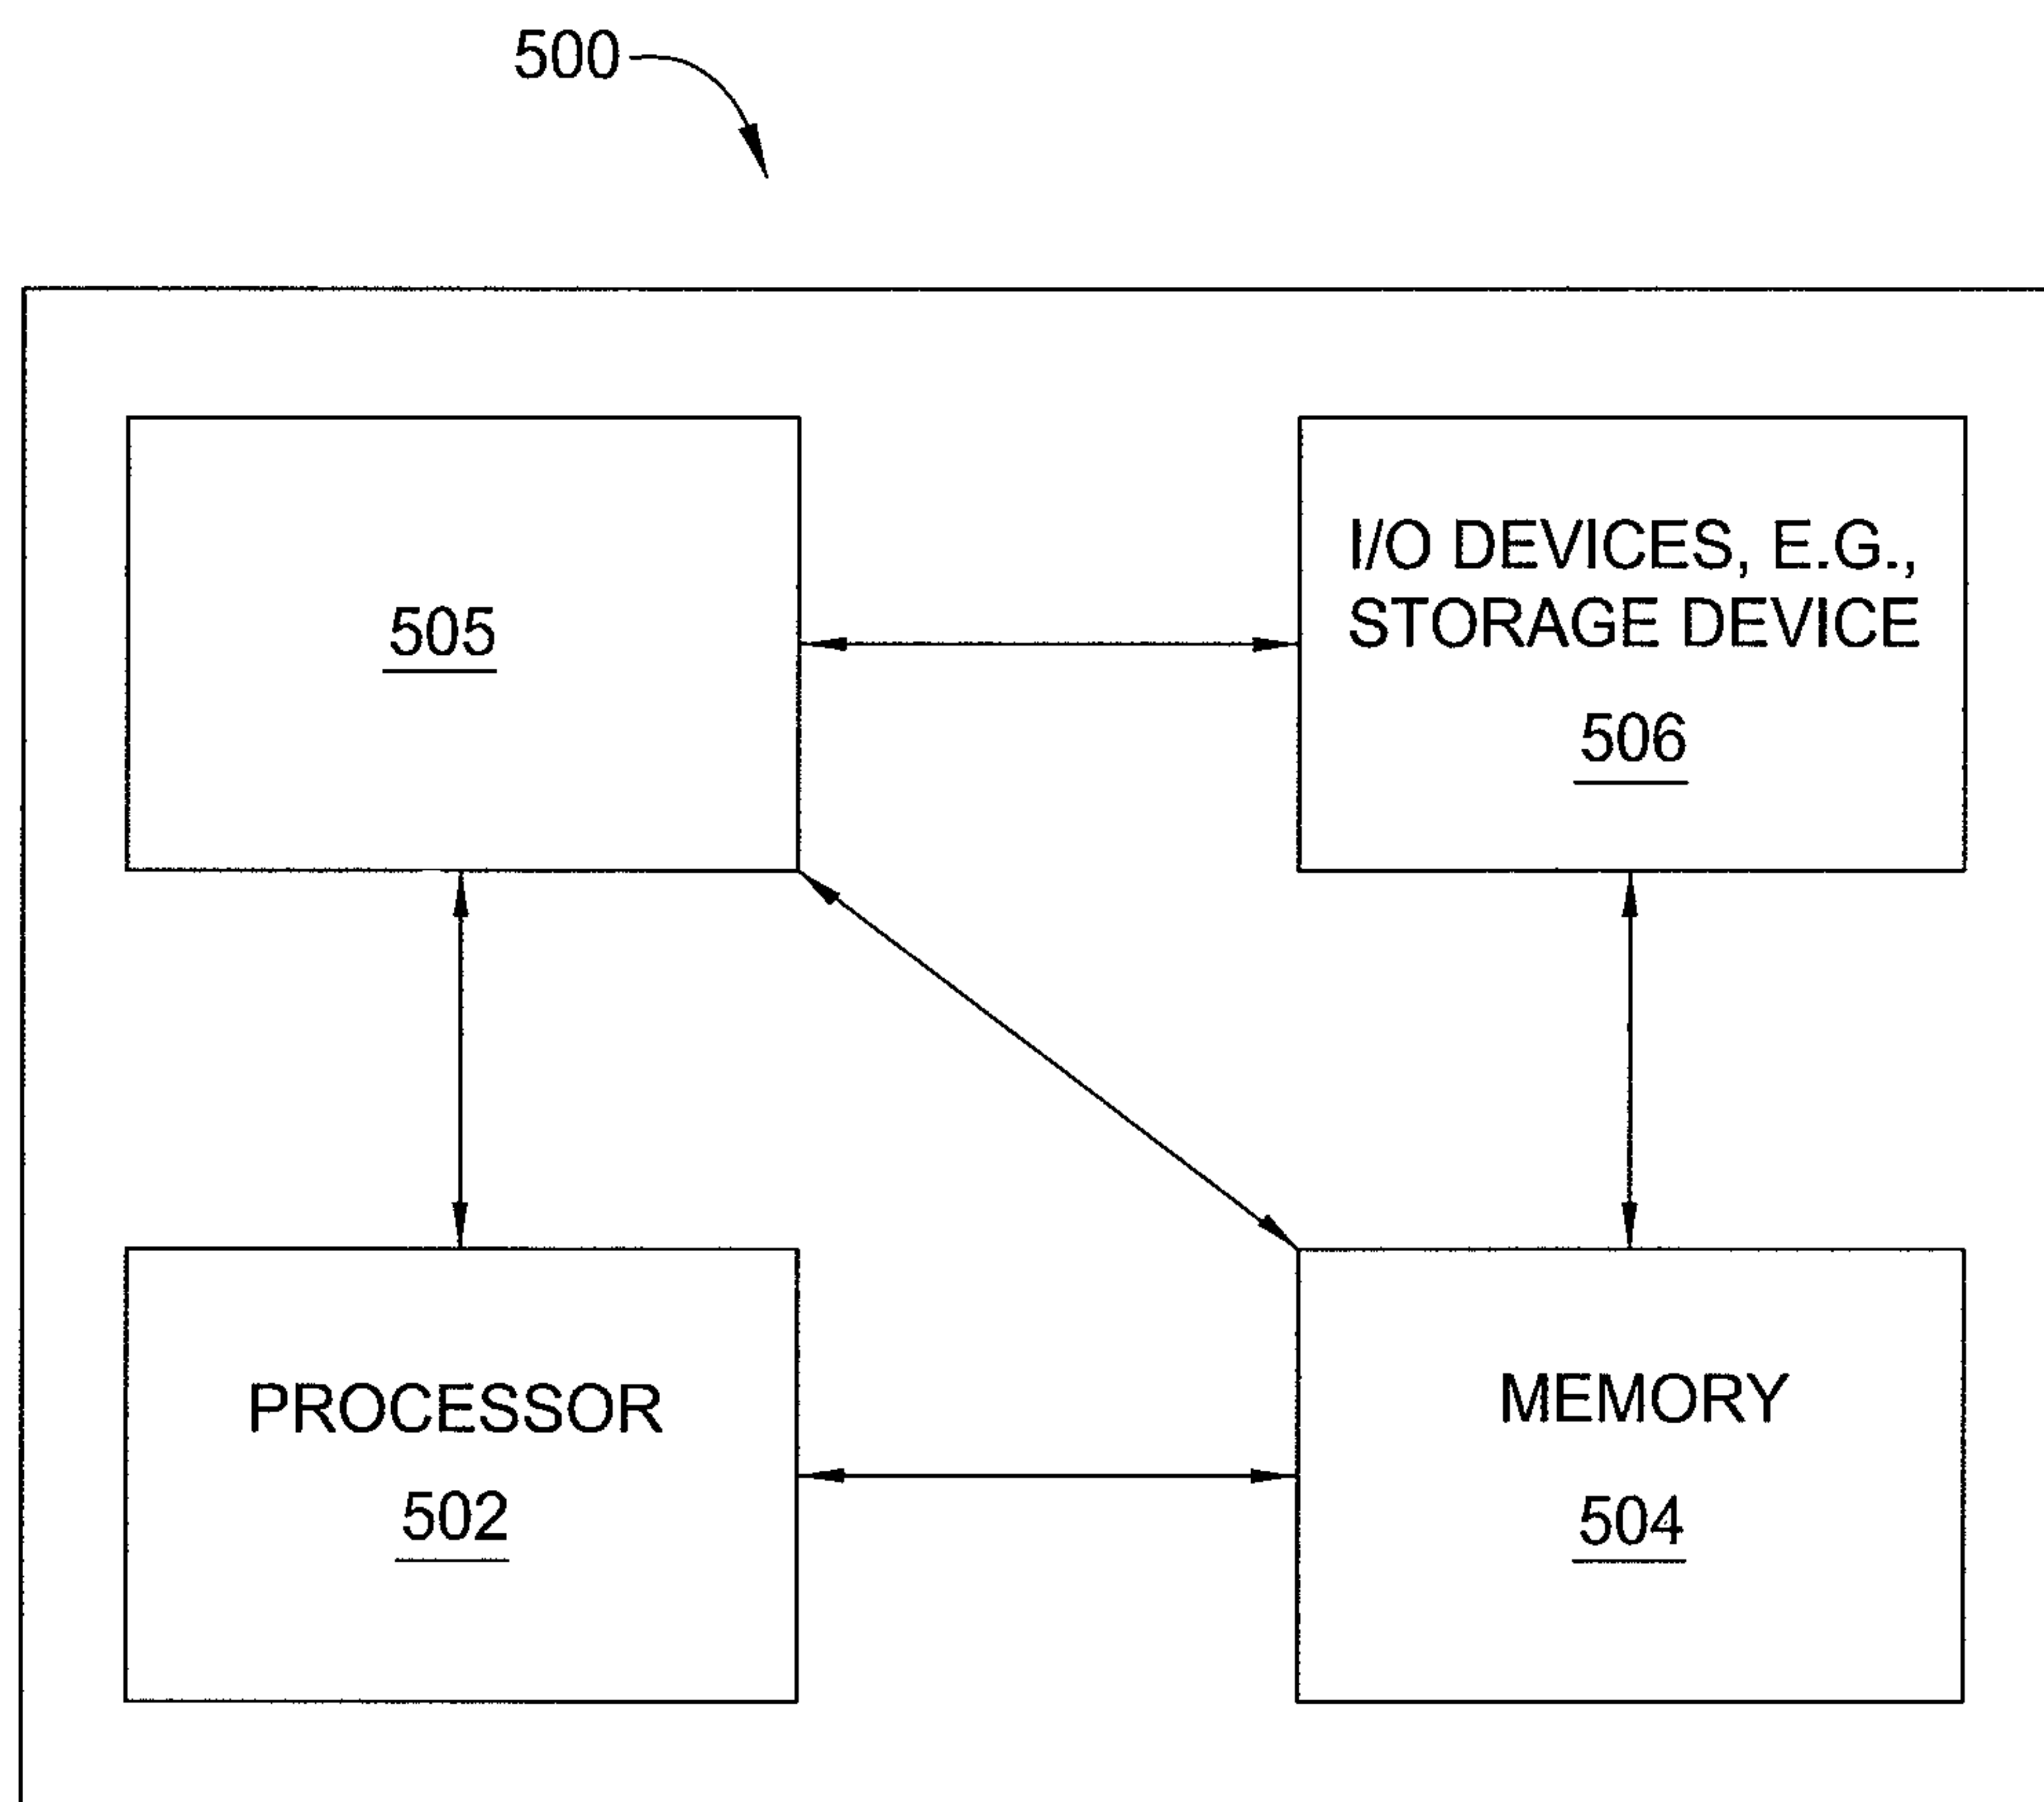 500
505
I/O DEVICES, E.G.,
STORAGE DEVICE
506
PROCESSOR
502
MEMORY
504